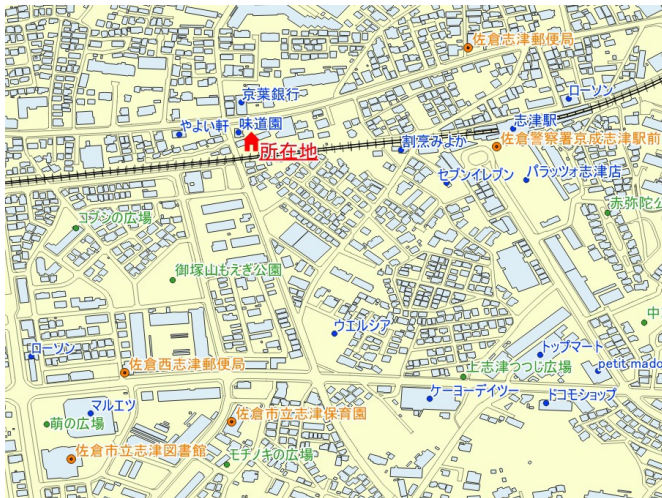 佐倉志津郵便局
京葉銀行
ローソン
やよい軒
味道園
志津駅
所在地
割烹みよか
佐倉警察署京成志津駅前
セブンイレブン
パラッツォ志津店
コブシの広場
赤弥陀公
御塚山もえぎ公園
中
ウエルシア
ローソン
トップマート
佐倉西志津郵便局
上志津つつじ広場
petit mado
マルエツ
ケーヨーデイツー
ドコモショップ
萌の広場
佐倉市立志津保育園
佐倉市立志津図書館
モチノキの広場